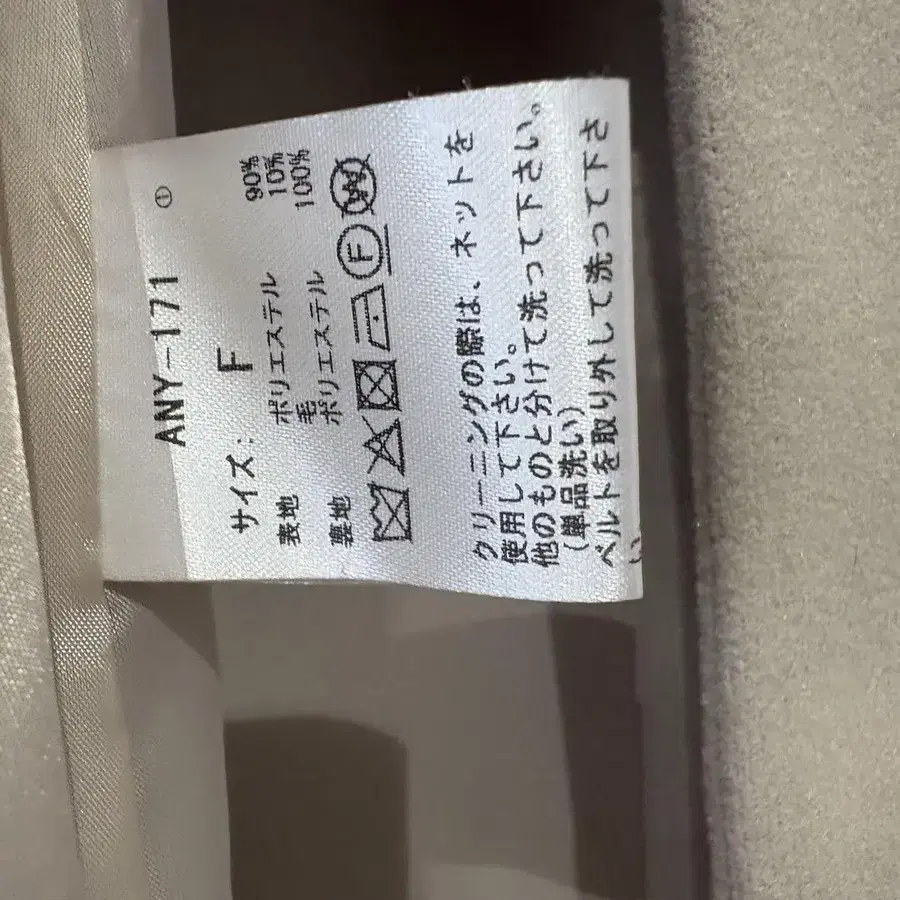 ANY-171 ①
サイズ: F
表地 ポリエステル 90%
毛 10%
裏地 ポリエステル 100%
F W
クリーニングの際は、ネットを
使用して下さい。
他のものと分けて洗って下さい。
(単品洗い)
ベルトを取り外して洗って下さ
い